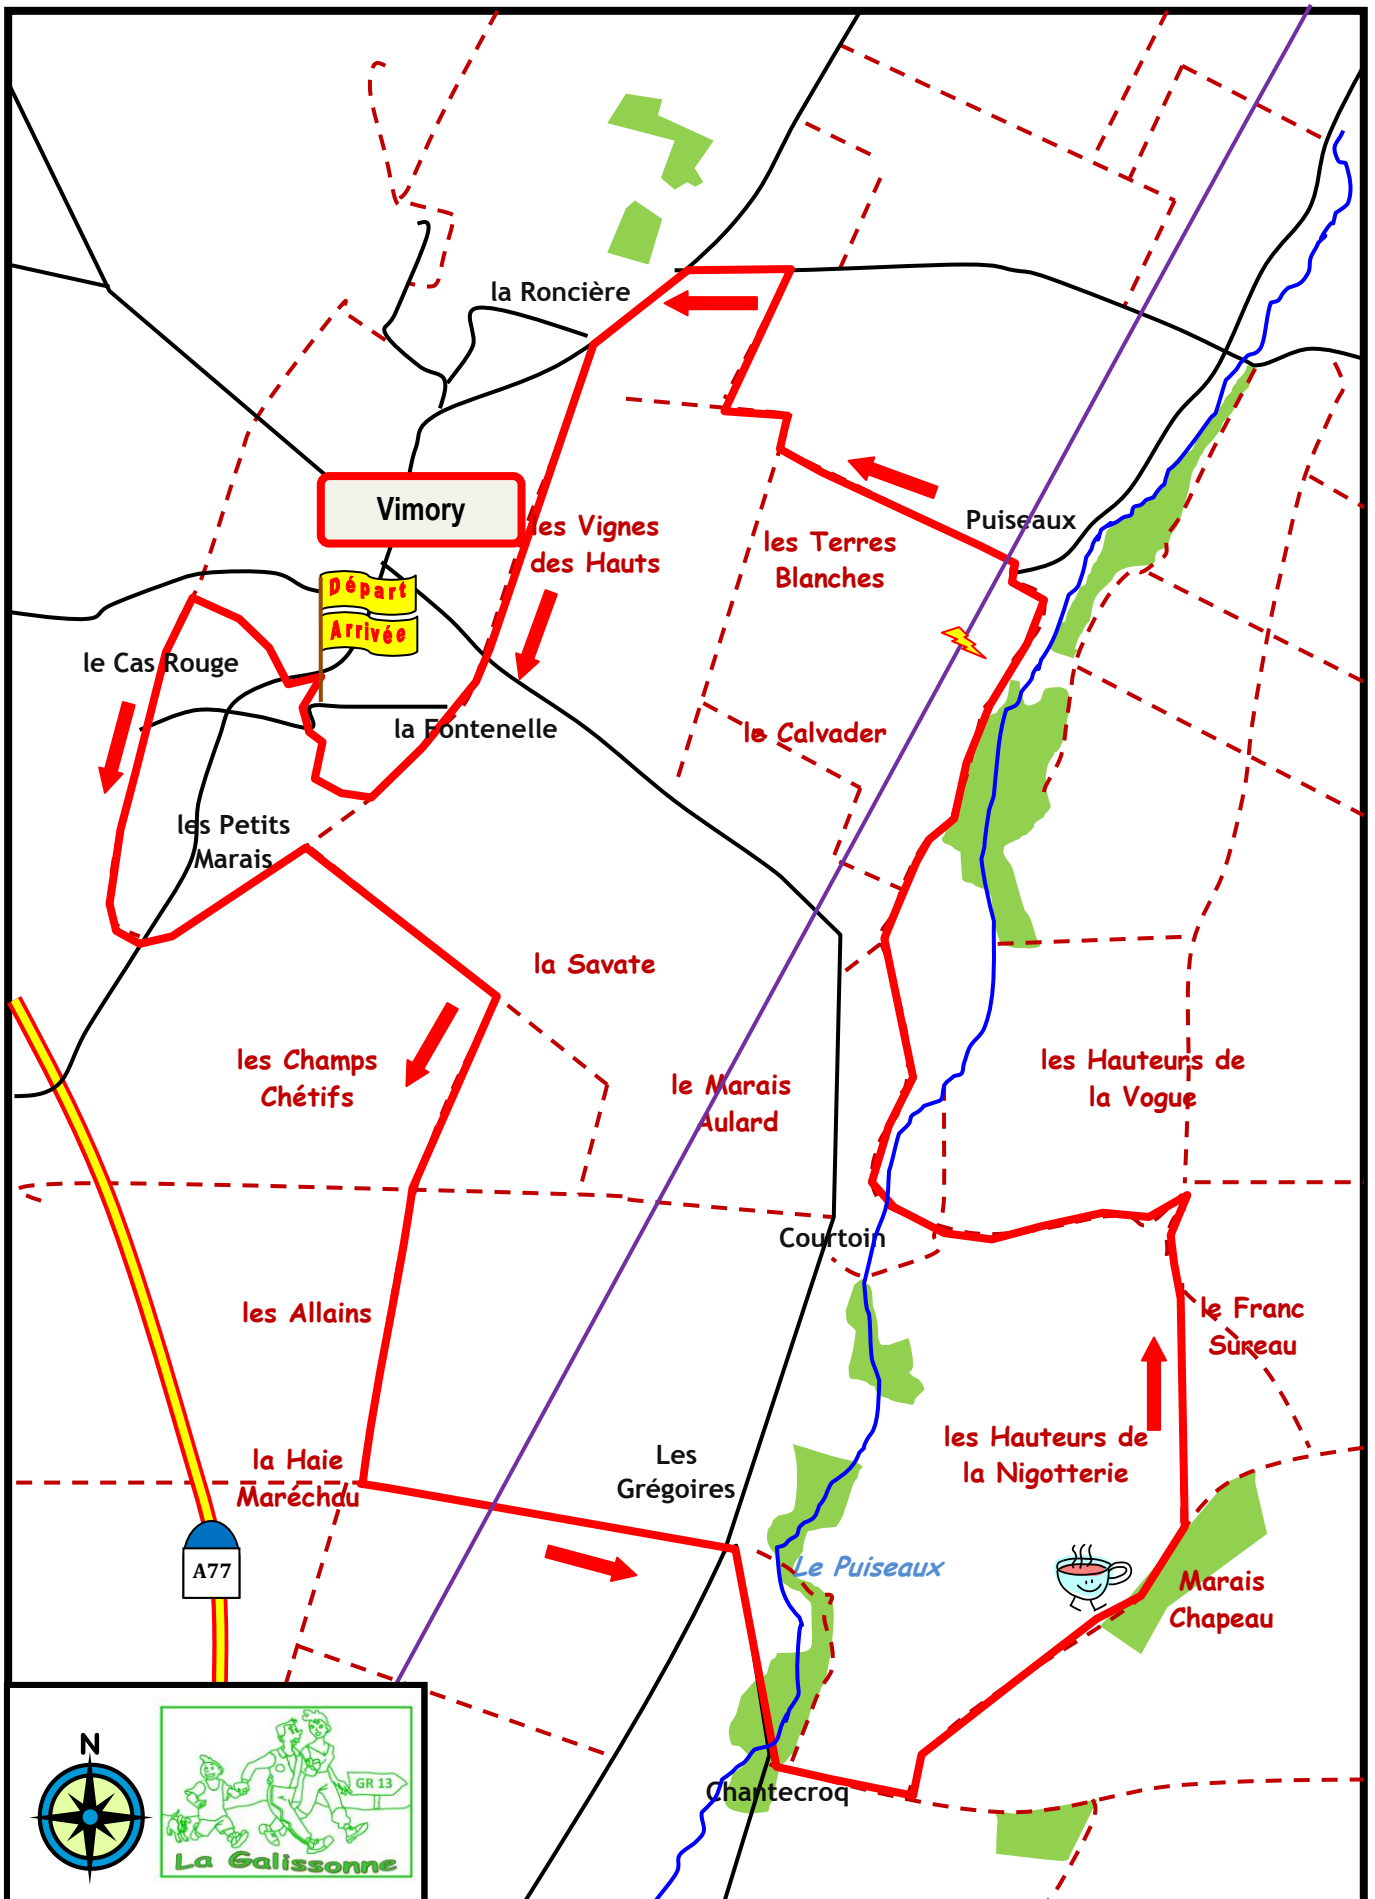 la Roncière
Vimory
les Vignes
des Hauts
Puiseaux
les Terres
Blanches
Départ
Arrivée
le Cas Rouge
la Fontenelle
le Calvader
les Petits
Marais
la Savate
les Champs
Chétifs
le Marais
Aulard
les Hauteurs de
la Vogue
Courtoin
les Allains
le Franc
Sureau
les Hauteurs de
la Nigotterie
la Haie
Maréchau
Les
Grégoires
A77
Le Puiseaux
Marais
Chapeau
Chantecroq
N
GR 13
La Galissonne